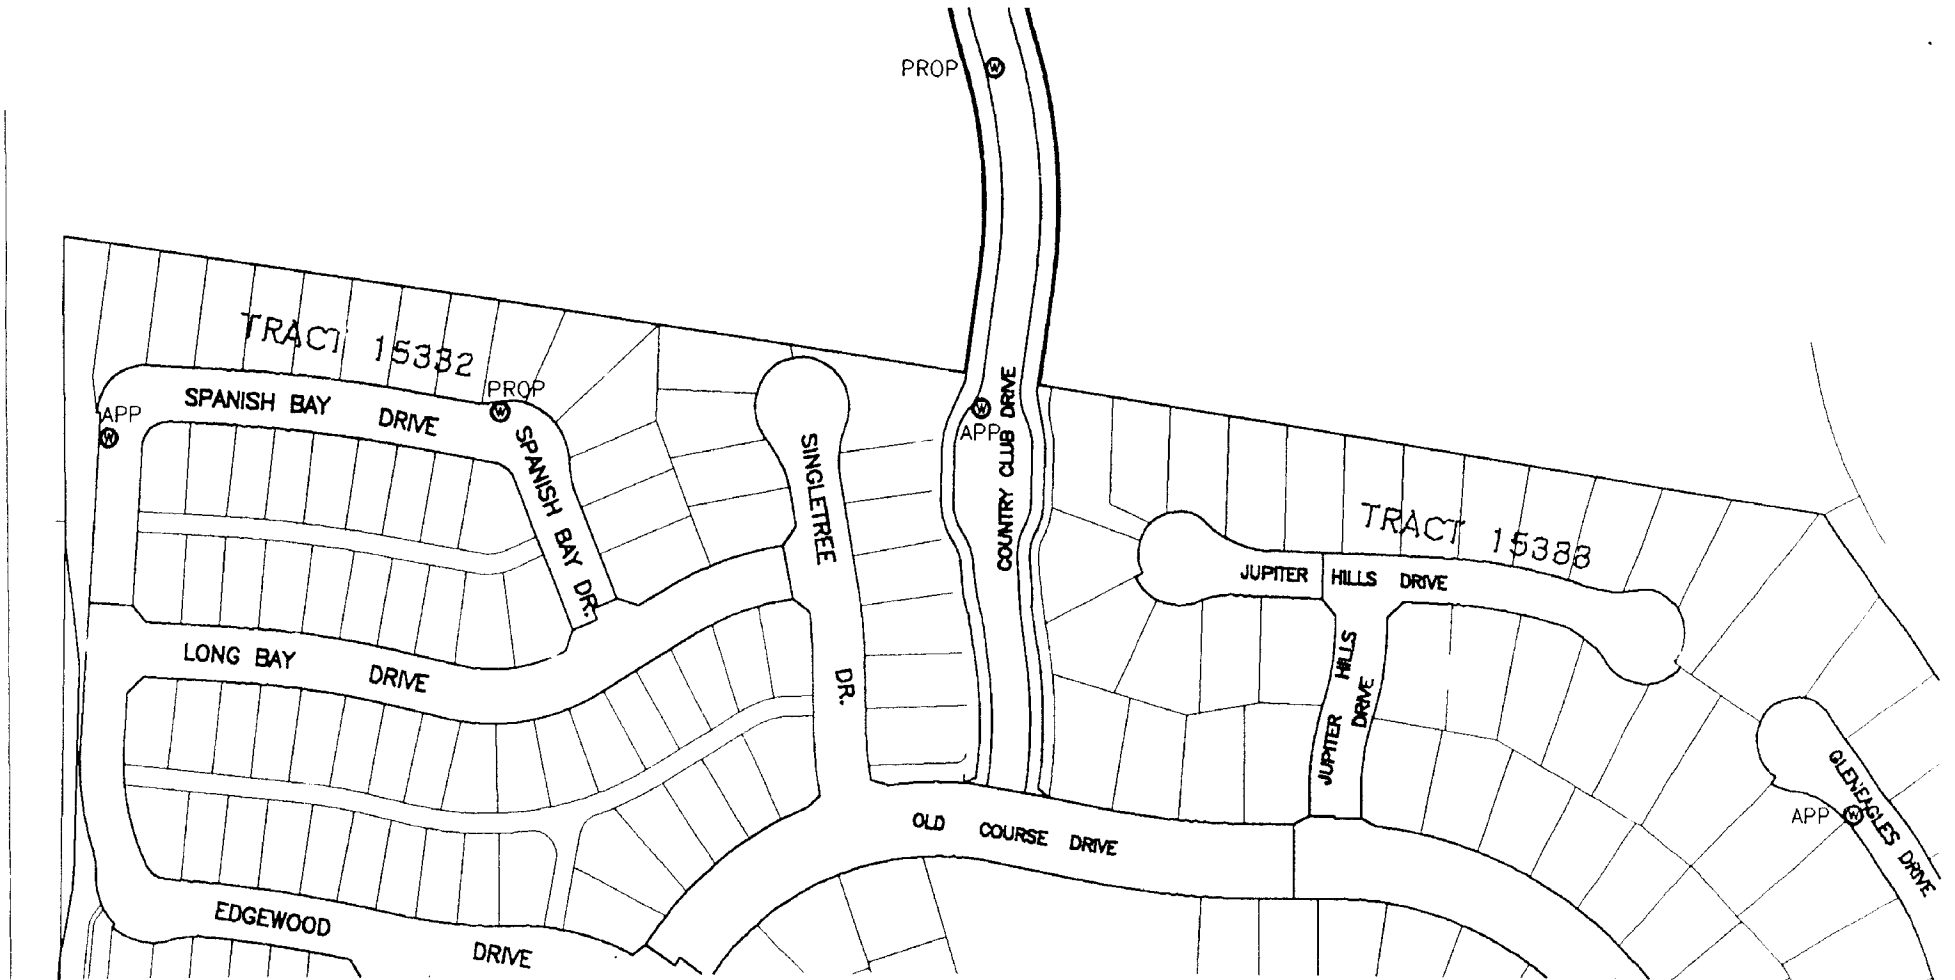 PROP W
TRACT 15332
PROP
W
SPANISH BAY DRIVE
APP
W
SPANISH BAY DR.
W
APP
COUNTRY CLUB DRIVE
SINGLETREE DR.
TRACT 15388
JUPITER HILLS DRIVE
JUPITER HILLS DRIVE
LONG BAY DRIVE
GLENEAGLES DRIVE
APP W
OLD COURSE DRIVE
EDGEWOOD DRIVE